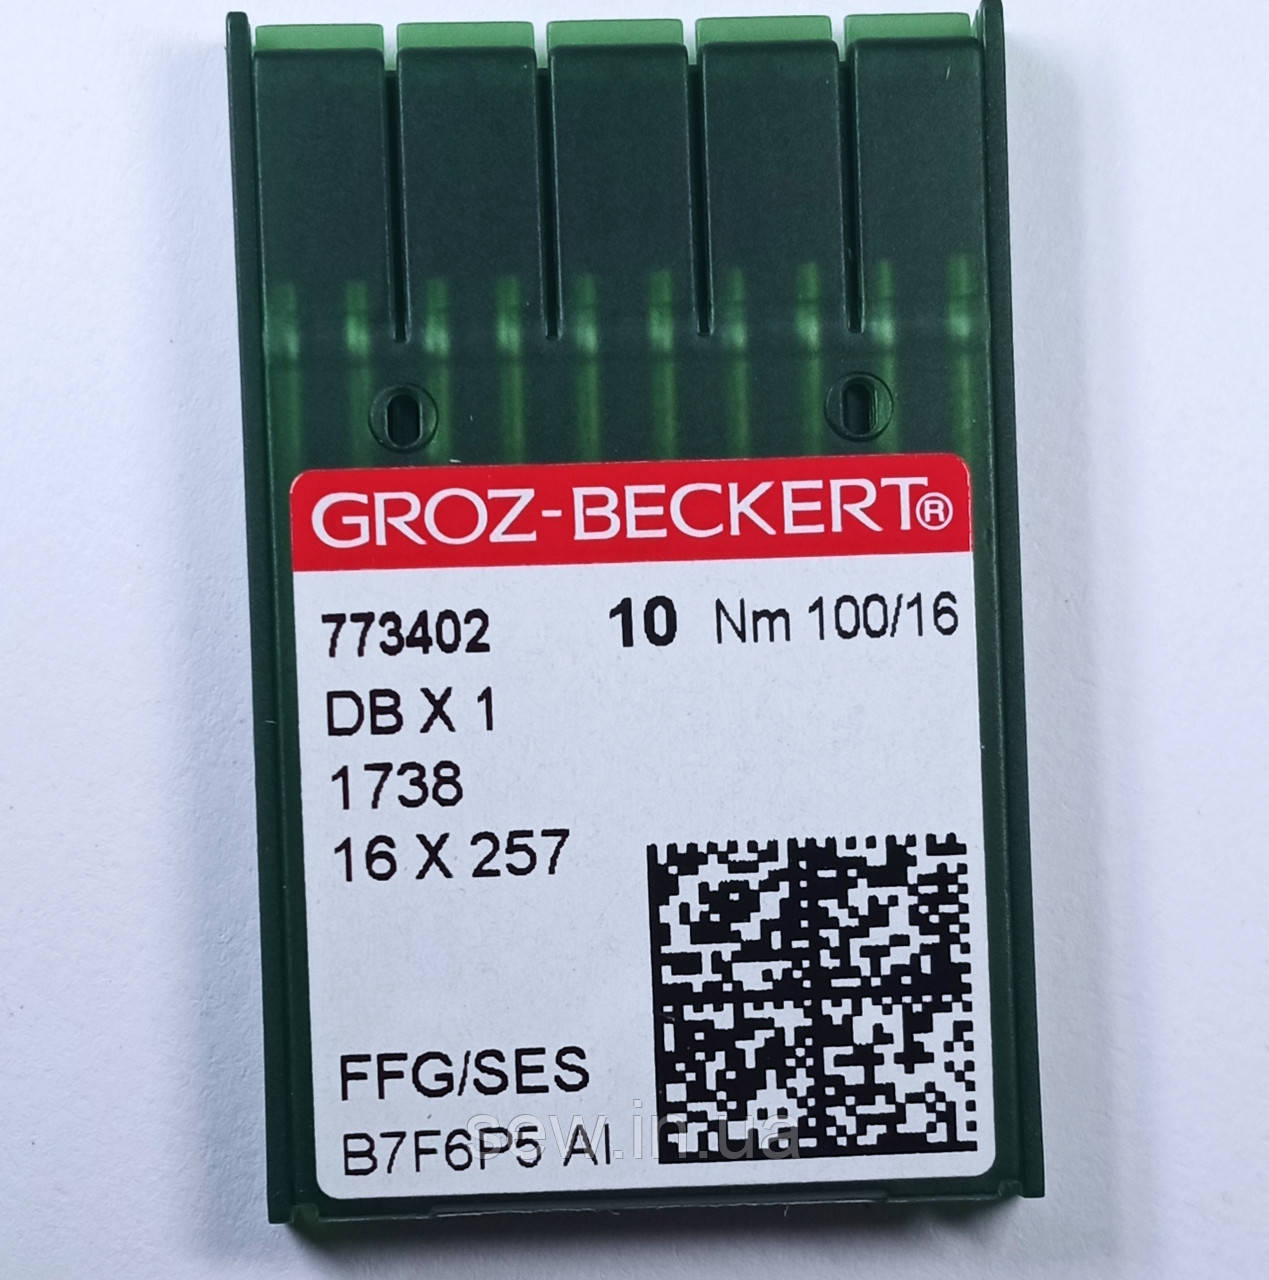 GROZ-BECKERT®
773402 10 Nm 100/16
DB X 1
1738
16 X 257
FFG/SES
B7F6P5 AI
sew.in.ua